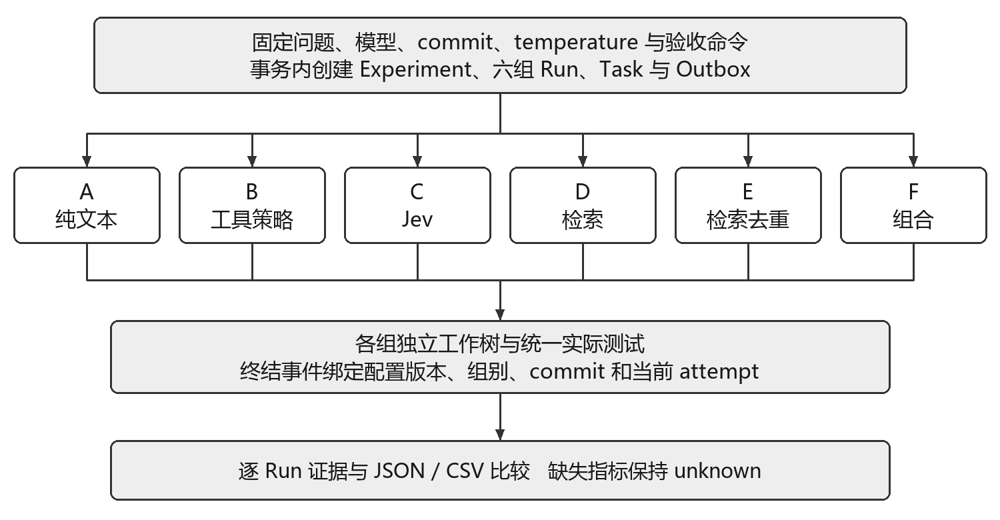 固定问题、模型、commit、temperature 与验收命令
事务内创建 Experiment、六组 Run、Task 与 Outbox
A
纯文本
B
工具策略
C
Jev
D
检索
E
检索去重
F
组合
各组独立工作树与统一实际测试
终结事件绑定配置版本、组别、commit 和当前 attempt
逐 Run 证据与 JSON / CSV 比较 缺失指标保持 unknown